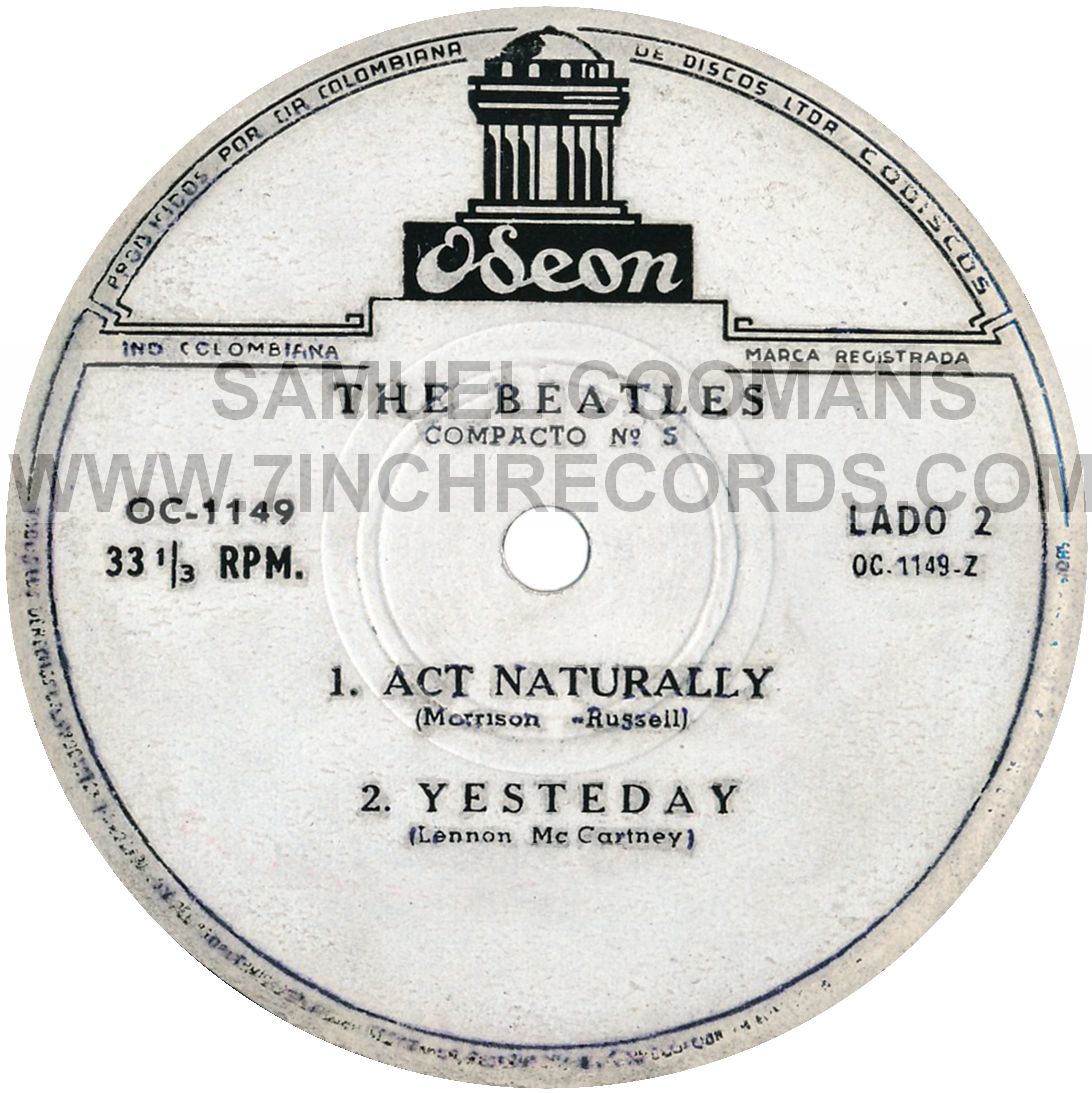 PRODUCIDOS POR CIA COLOMBIANA DE DISCOS LTDA CODISCOS
Odeon
IND COLOMBIANA
MARCA REGISTRADA
SAMUEL COOMANS
THE BEATLES
COMPACTO Nº 5
WWW.7INCHRECORDS.COM
OC-1149
LADO 2
33 1/3 RPM.
OC-1149-Z
1. ACT NATURALLY
(Morrison -Russell)
2. YESTEDAY
(Lennon Mc Cartney)